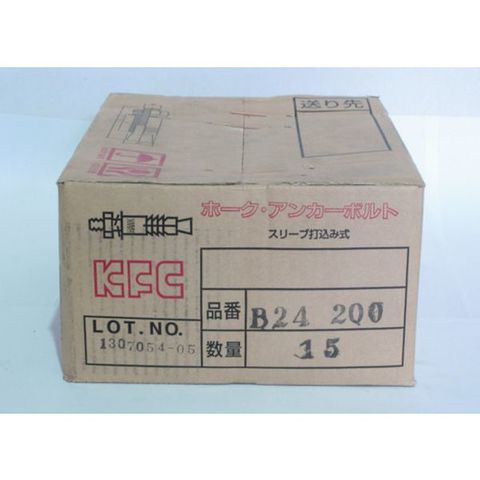 送り先
ホーク・アンカーボルト
スリーブ打込み式
KFC
品番 B24 200
LOT.NO.
1307054-05
数量 15